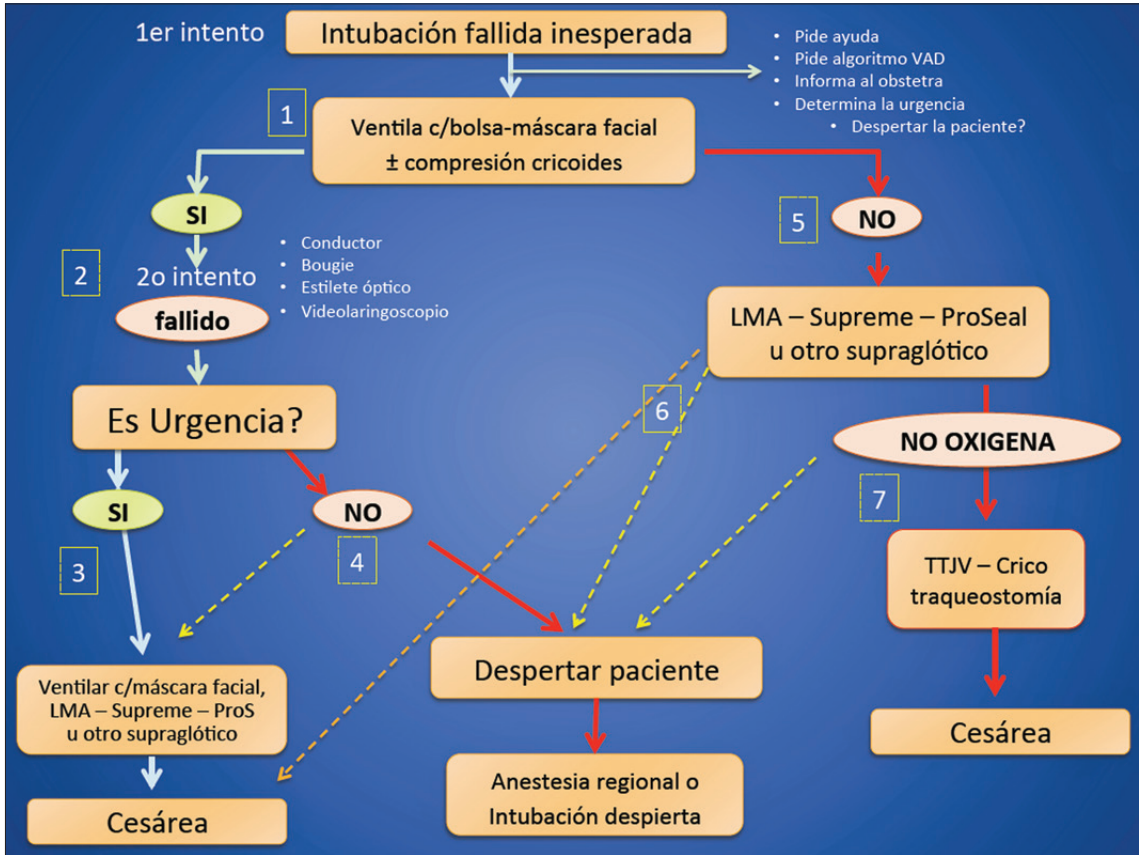 1er intento
Intubación fallida inesperada
• Pide ayuda
• Pide algoritmo VAD
• Informa al obstetra
• Determina la urgencia
• Despertar la paciente?
1
Ventila c/bolsa-máscara facial
± compresión cricoides
SI
5
NO
2
2o intento
fallido
• Conductor
• Bougie
• Estilete óptico
• Videolaringoscopio
LMA – Supreme – ProSeal
u otro supraglótico
Es Urgencia?
6
NO OXIGENA
SI
NO
7
3
4
TTJV – Crico
traqueostomía
Ventilar c/máscara facial,
LMA – Supreme – ProS
u otro supraglótico
Despertar paciente
Cesárea
Anestesia regional o
Intubación despierta
Cesárea